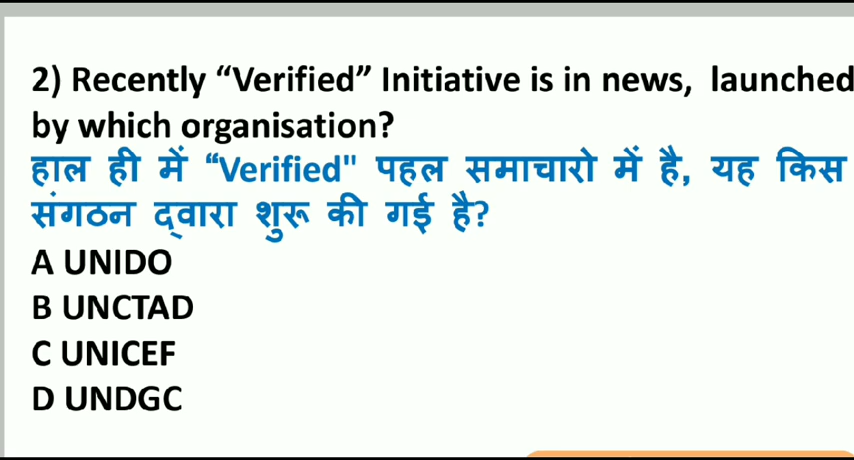 2) Recently “Verified” Initiative is in news, launched
by which organisation?
हाल ही में “Verified" पहल समाचारो में है, यह किस
संगठन द्वारा शुरू की गई है?
A UNIDO
B UNCTAD
C UNICEF
D UNDGC